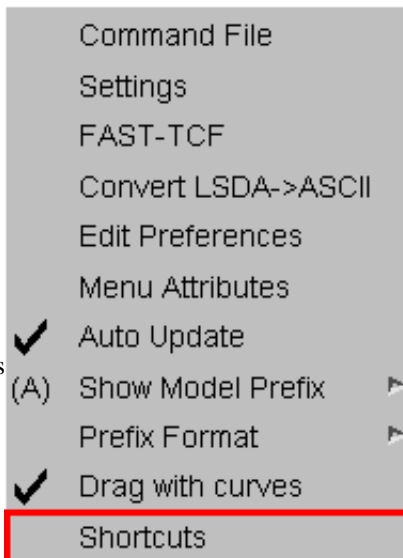 Command File
Settings
FAST-TCF
Convert LSDA->ASCII
Edit Preferences
Menu Attributes
Auto Update
s
(A) Show Model Prefix
Prefix Format
Drag with curves
Shortcuts